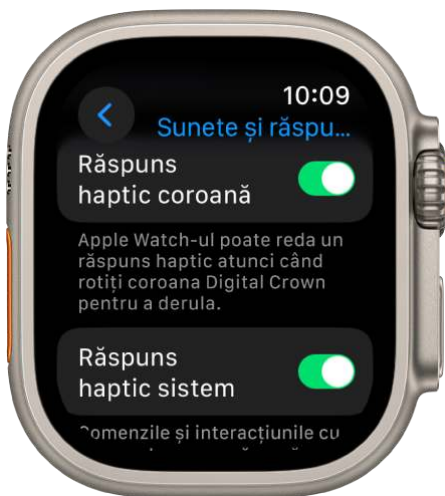 10:09
Sunete și răspu...
Răspuns
haptic coroană
Apple Watch-ul poate reda un
răspuns haptic atunci când
rotiți coroana Digital Crown
pentru a derula.
Răspuns
haptic sistem
Comenzile și interacțiunile cu